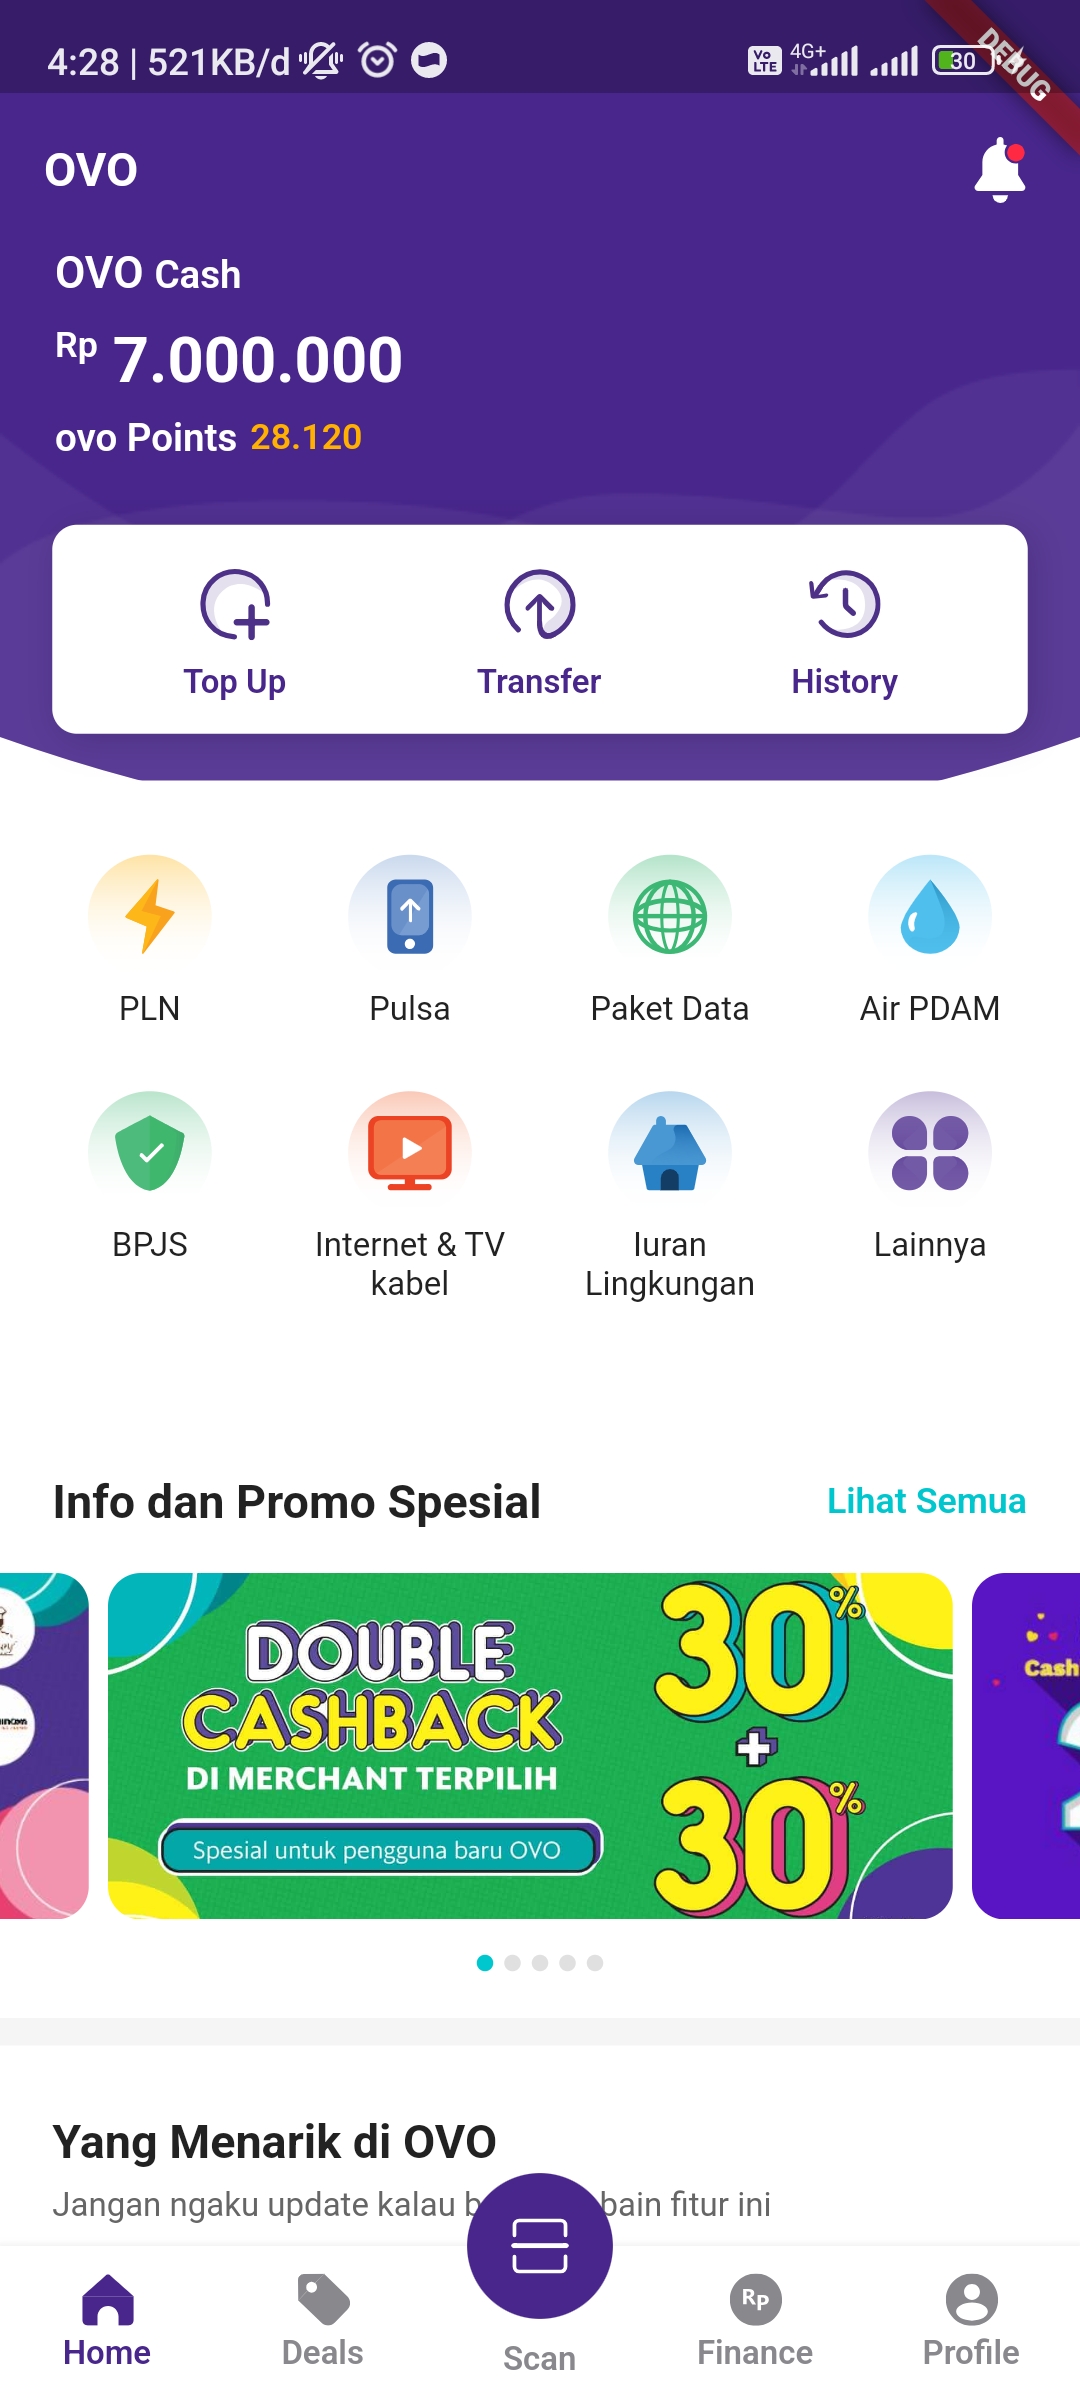 4:28 | 521KB/d
Vo LTE 4G+ 30
DEBUG
OVO
OVO Cash
Rp 7.000.000
ovo Points 28.120
Top Up Transfer History
PLN Pulsa Paket Data Air PDAM
BPJS Internet & TV kabel Iuran Lingkungan Lainnya
Info dan Promo Spesial Lihat Semua
DOUBLE
CASHBACK
DI MERCHANT TERPILIH
Spesial untuk pengguna baru OVO
30%
+
30%
Cash
Yang Menarik di OVO
Jangan ngaku update kalau b bain fitur ini
Rp
Home Deals Scan Finance Profile